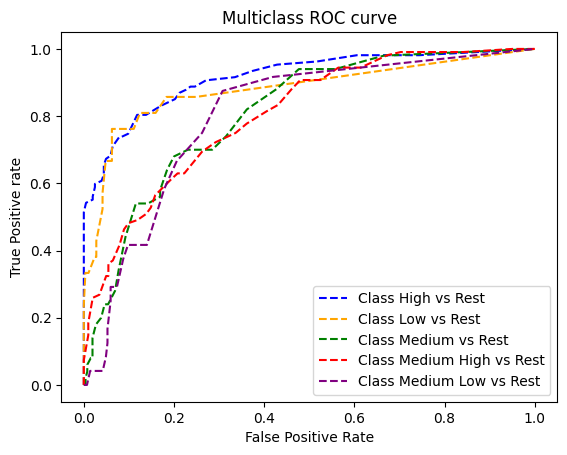 Multiclass ROC curve
True Positive rate
1.0
0.8
0.6
0.4
0.2
0.0
Class High vs Rest
Class Low vs Rest
Class Medium vs Rest
Class Medium High vs Rest
Class Medium Low vs Rest
0.0 0.2 0.4 0.6 0.8 1.0
False Positive Rate